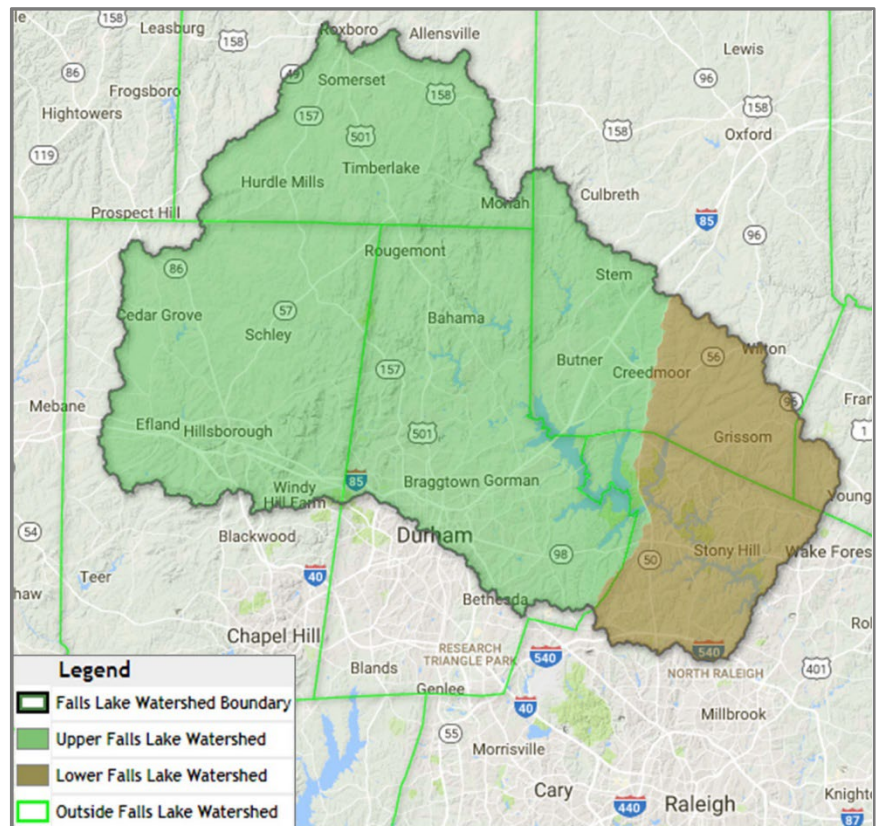 Leasburg
Roxboro
Allensville
158
158
Lewis
86
49
Somerset
96
Frogsboro
158
158
Hightowers
157
501
158
Oxford
119
Timberlake
Hurdle Mills
Culbreth
Prospect Hill
Moriah
85
96
Rougemont
86
Stem
Cedar Grove
57
Bahama
Schley
Wilton
157
Butner
56
Creedmoor
Mebane
96
Fran
Efland
Hillsborough
501
Grissom
1
85
Braggtown
Gorman
Windy
Hill Farm
Young
54
Blackwood
Durham
98
50
Stony Hill
Wake Fores
40
Teer
haw
Bethesda
Rol
Chapel Hill
RESEARCH
TRIANGLE PARK
540
540
401
Blands
NORTH RALEIGH
Genlee
40
Millbrook
55
Morrisville
Cary
Knight
440
Raleigh
87
Legend
Falls Lake Watershed Boundary
Upper Falls Lake Watershed
Lower Falls Lake Watershed
Outside Falls Lake Watershed